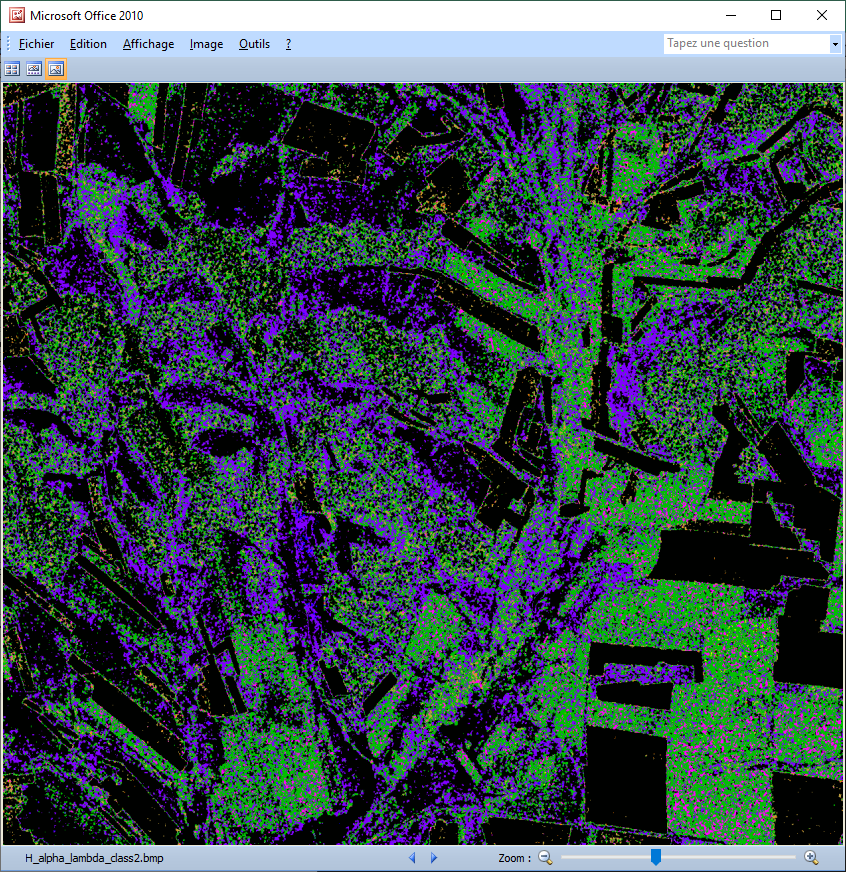 Microsoft Office 2010
Fichier Edition Affichage Image Outils ? Tapez une question
H_alpha_lambda_class2.bmp Zoom :